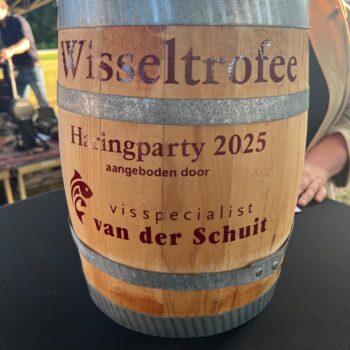 Wisseltrofee
Haringparty 2025
aangeboden door
visspecialist
van der Schuit